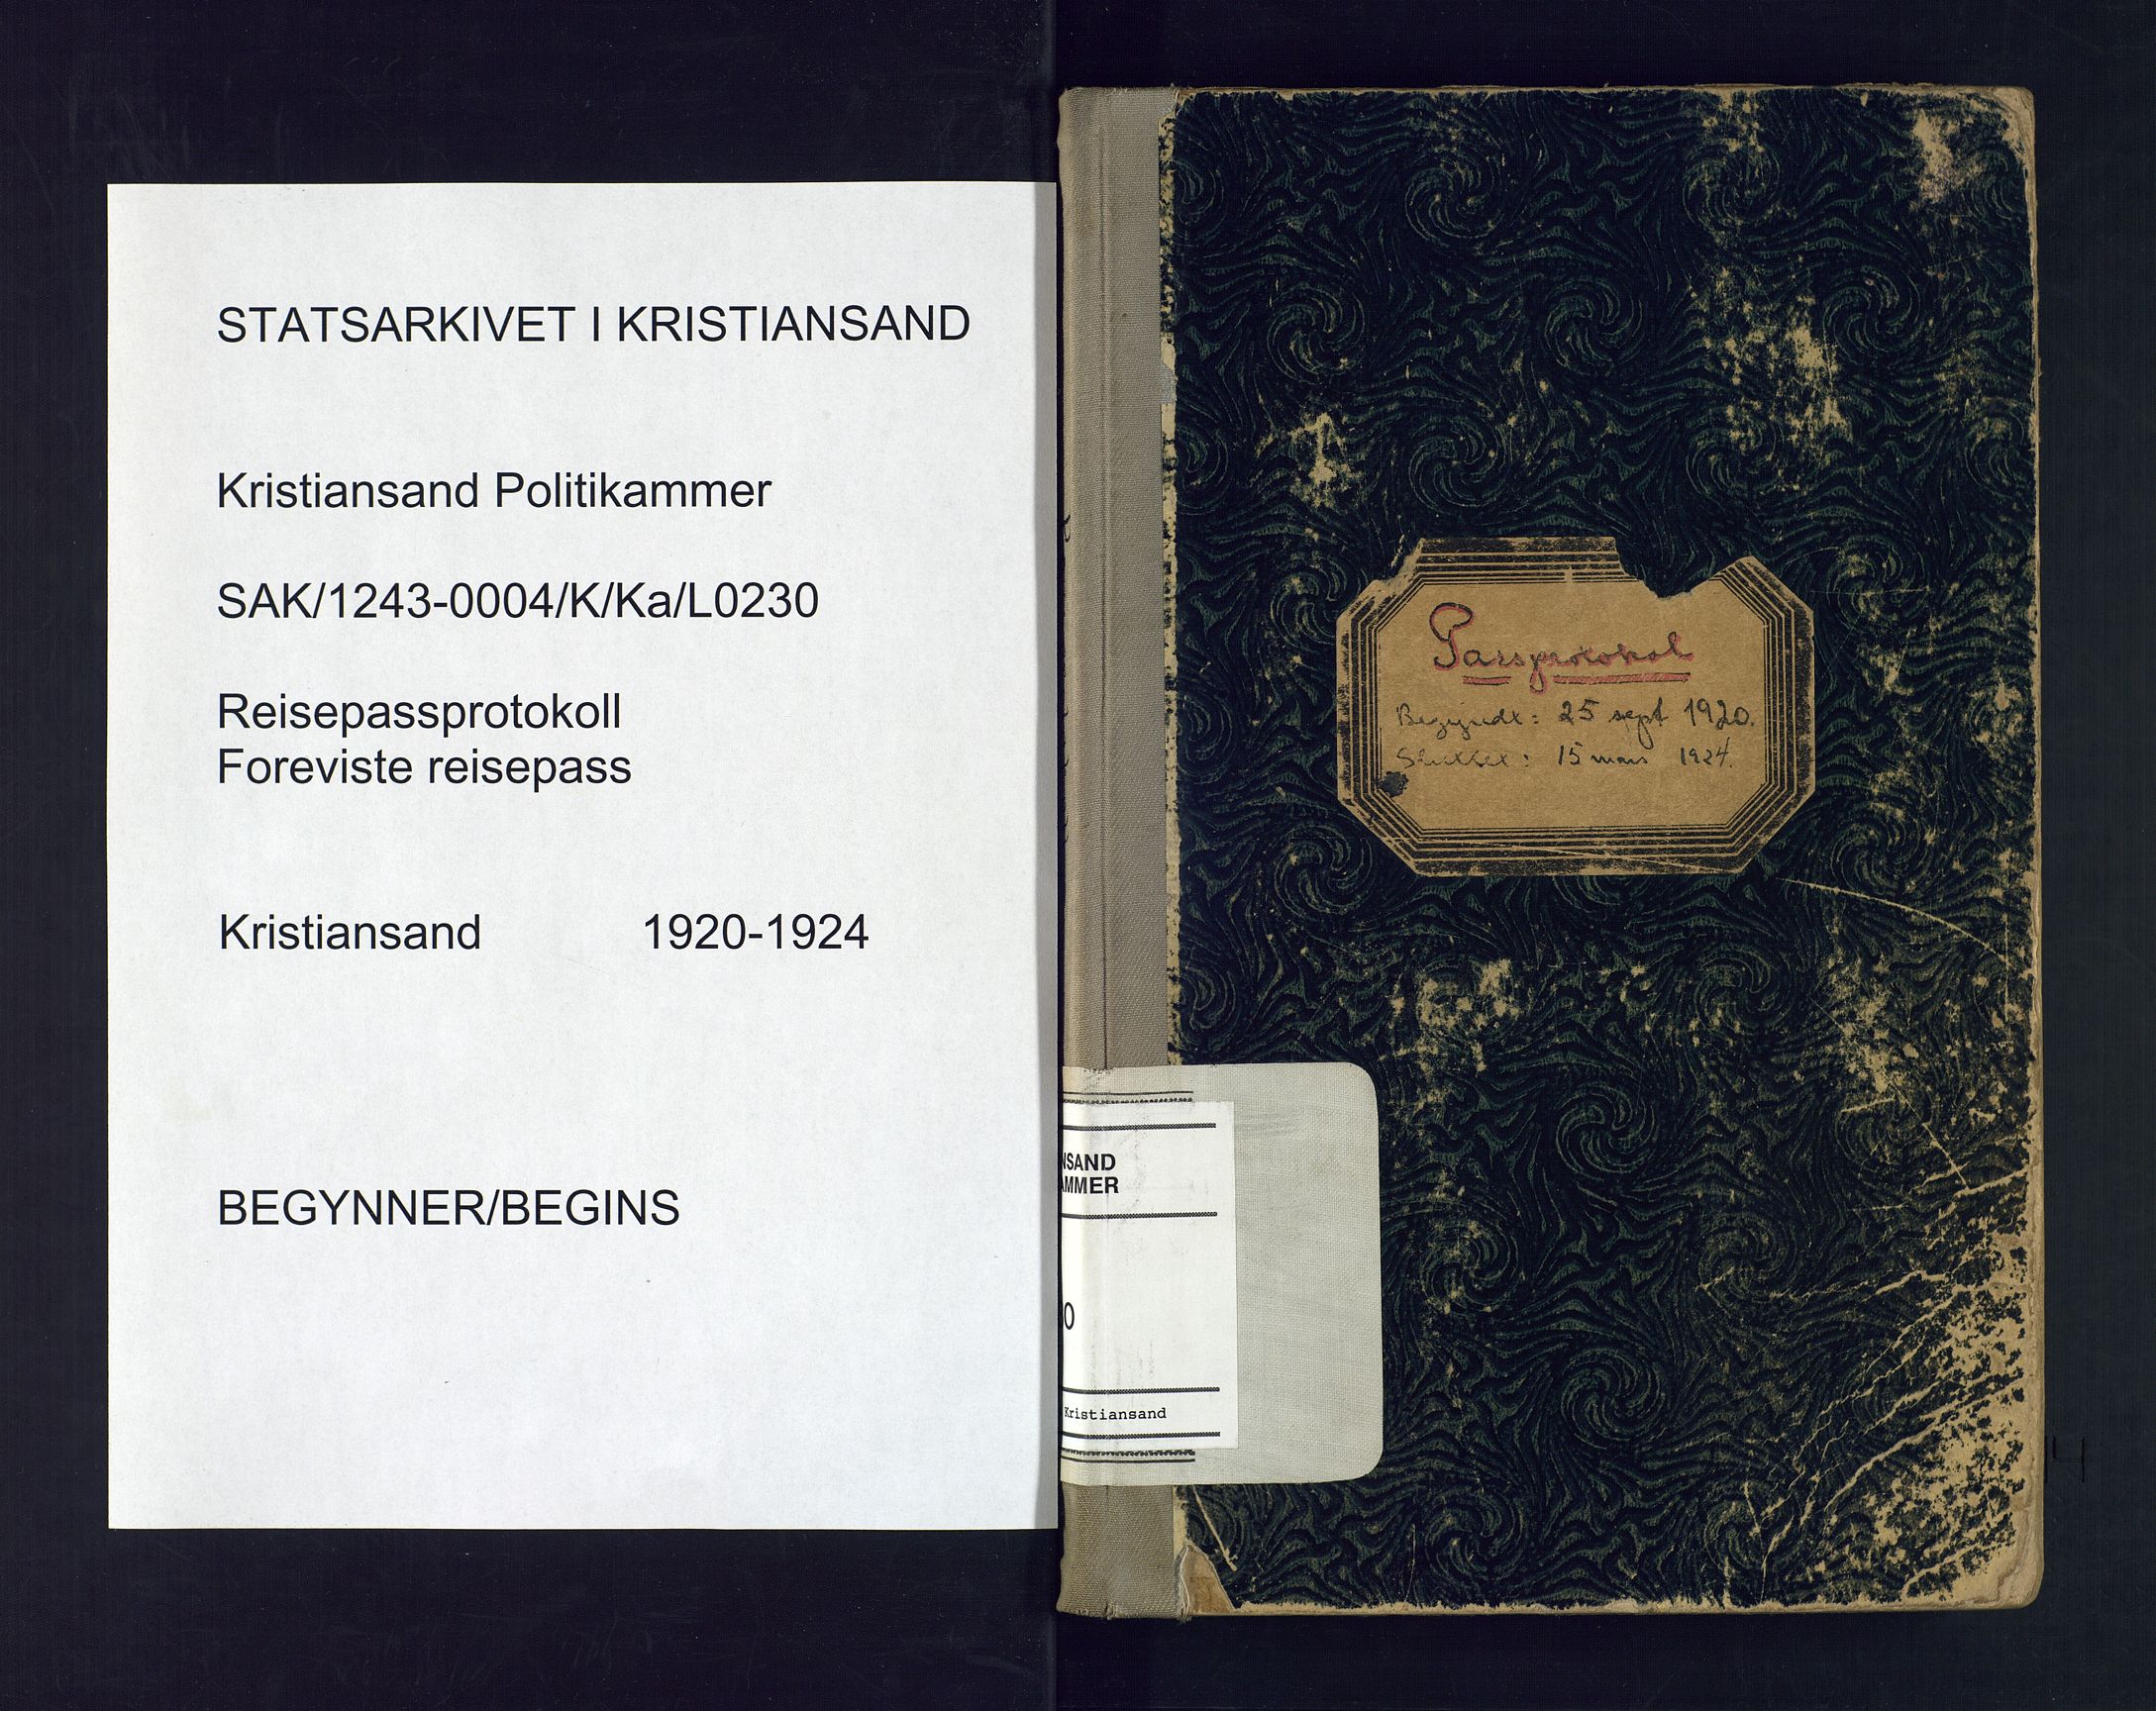 STATSARKIVET I KRISTIANSAND
Kristiansand Politikammer
SAK/1243-0004/K/Ka/L0230
Reisepassprotokoll
Foreviste reisepass
Kristiansand 1920-1924
BEGYNNER/BEGINS
Passprotokol
Begyndt: 25 sept 1920.
Sluttet: 15 mars 1924.
NSAND
AMMER
0
Kristiansand